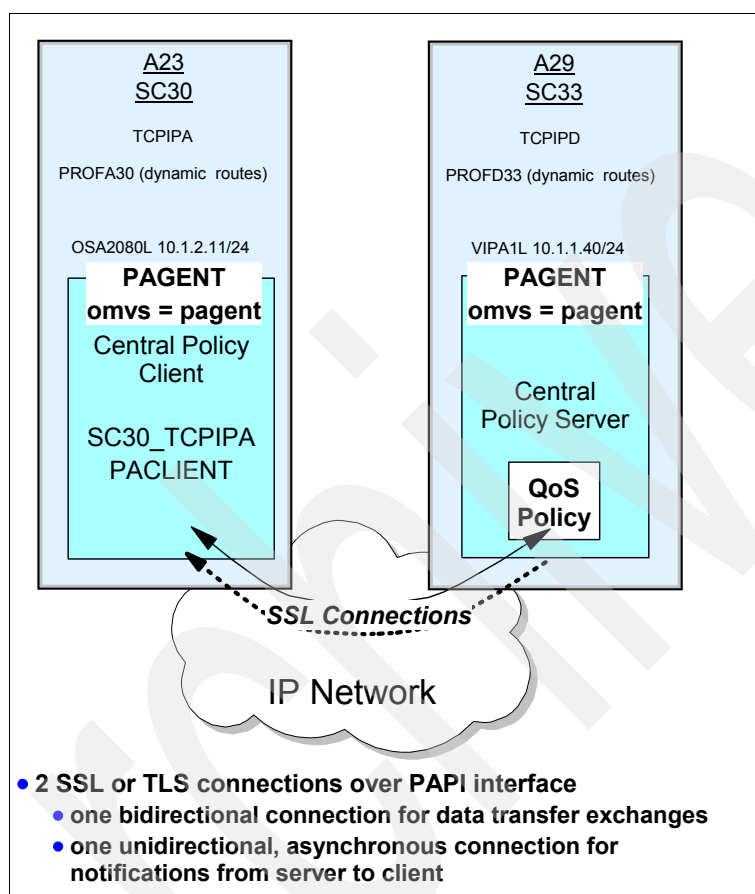 A23
SC30
TCPIPA
PROFA30 (dynamic routes)
OSA2080L 10.1.2.11/24
PAGENT
omvs = pagent
Central Policy
Client
SC30_TCPIPA
PACLIENT
A29
SC33
TCPIPD
PROFD33 (dynamic routes)
VIPA1L 10.1.1.40/24
PAGENT
omvs = pagent
Central
Policy Server
QoS
Policy
SSL Connections
IP Network
• 2 SSL or TLS connections over PAPI interface
• one bidirectional connection for data transfer exchanges
• one unidirectional, asynchronous connection for
notifications from server to client